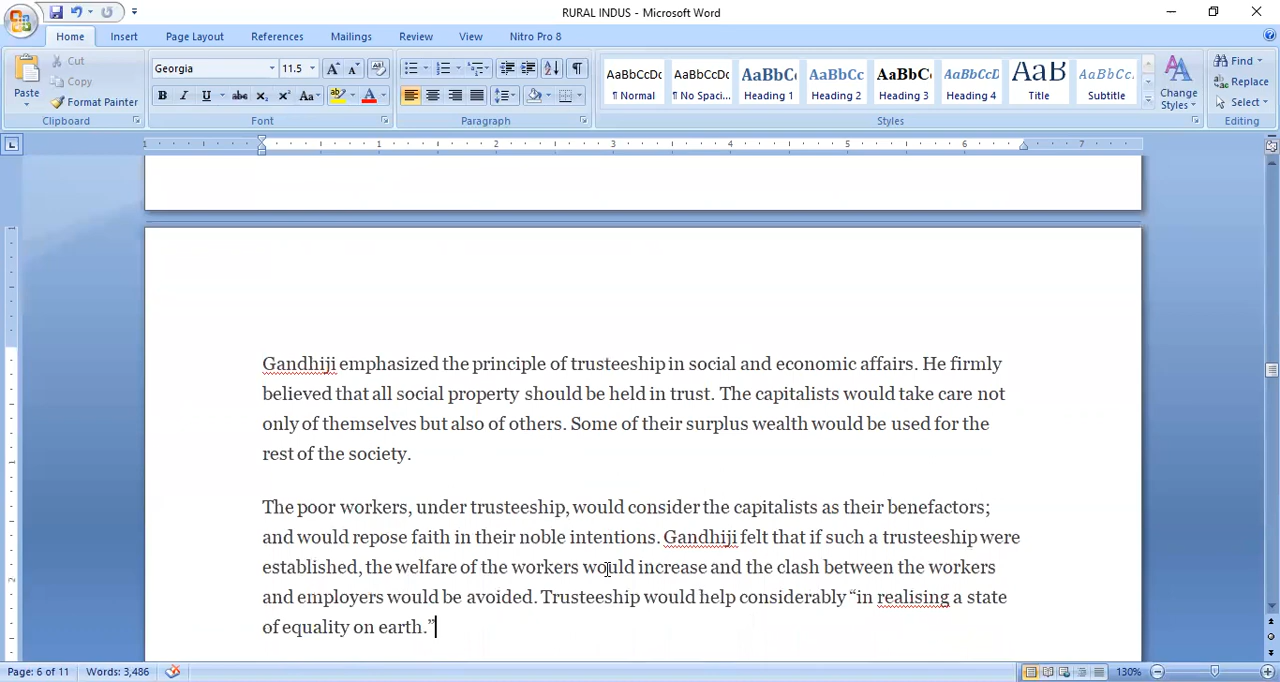 RURAL INDUS - Microsoft Word
Home Insert Page Layout References Mailings Review View Nitro Pro 8
Paste Cut Copy Format Painter Clipboard
Georgia 11.5 Font
Paragraph
AaBbCcDc AaBbCcDc AaBbC AaBbCc AaBbC AaBbCcD AaB AaBbCc.
¶ Normal ¶ No Spaci... Heading 1 Heading 2 Heading 3 Heading 4 Title Subtitle
Change Styles Styles
Find Replace Select Editing
1 1 2 3 4 5 6 7
Gandhiji emphasized the principle of trusteeship in social and economic affairs. He firmly
believed that all social property should be held in trust. The capitalists would take care not
only of themselves but also of others. Some of their surplus wealth would be used for the
rest of the society.
The poor workers, under trusteeship, would consider the capitalists as their benefactors;
and would repose faith in their noble intentions. Gandhiji felt that if such a trusteeship were
established, the welfare of the workers would increase and the clash between the workers
and employers would be avoided. Trusteeship would help considerably “in realising a state
of equality on earth.”
Page: 6 of 11 Words: 3,486 130%